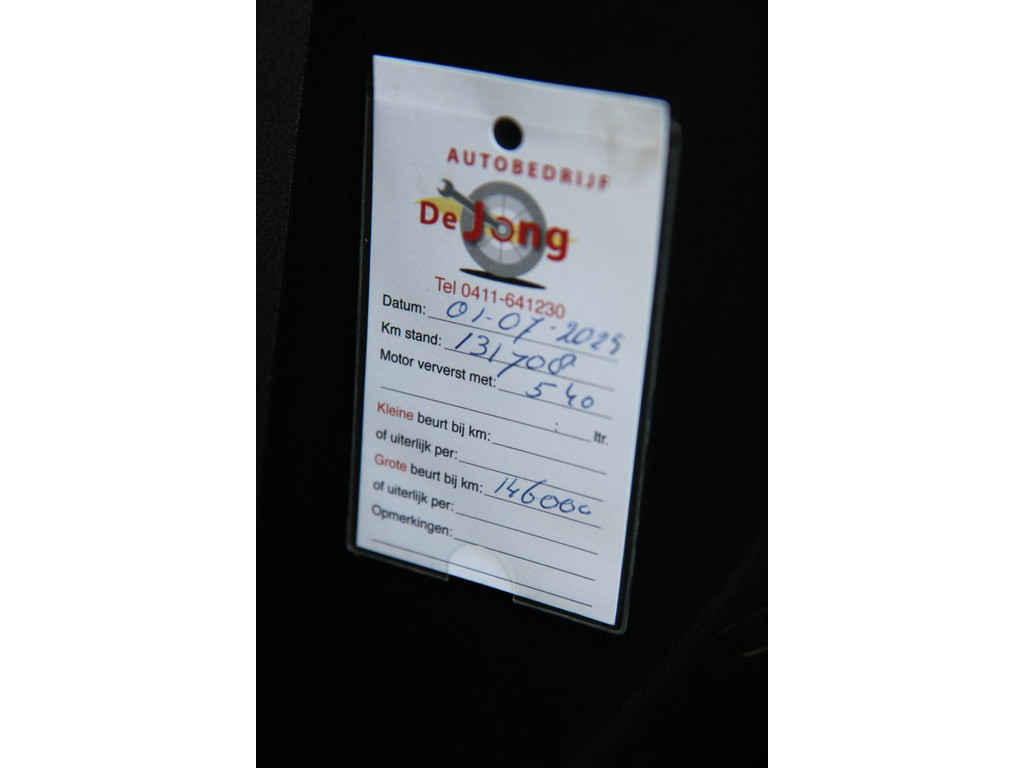 AUTOBEDRIJF
De Jong
Tel 0411-641230
Datum: 01-07-2025
Km stand: 131708
Motor ververst met: 5 40
: ltr.
Kleine beurt bij km:
of uiterlijk per:
Grote beurt bij km: 146000
of uiterlijk per:
Opmerkingen: